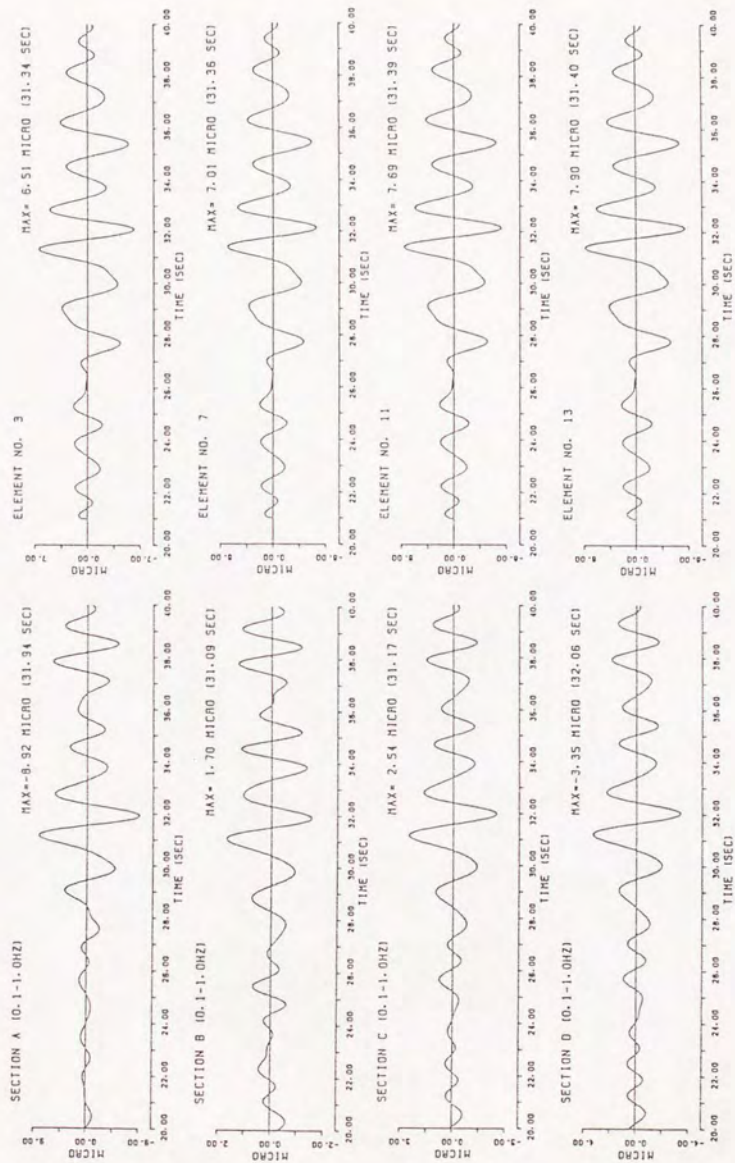 SECTION A (0.1-1.0HZ)
MAX=-8.92 MICRO (31.94 SEC)
9.00
0.00
-9.00
MICRO
20.00 22.00 24.00 26.00 28.00 30.00 32.00 34.00 36.00 38.00 40.00
TIME (SEC)
SECTION B (0.1-1.0HZ)
MAX= 1.70 MICRO (31.09 SEC)
2.00
0.00
-2.00
MICRO
20.00 22.00 24.00 26.00 28.00 30.00 32.00 34.00 36.00 38.00 40.00
TIME (SEC)
SECTION C (0.1-1.0HZ)
MAX= 2.54 MICRO (31.17 SEC)
3.00
0.00
-3.00
MICRO
20.00 22.00 24.00 26.00 28.00 30.00 32.00 34.00 36.00 38.00 40.00
TIME (SEC)
SECTION D (0.1-1.0HZ)
MAX=-3.35 MICRO (32.06 SEC)
4.00
0.00
-4.00
MICRO
20.00 22.00 24.00 26.00 28.00 30.00 32.00 34.00 36.00 38.00 40.00
TIME (SEC)
ELEMENT NO. 3
MAX= 6.51 MICRO (31.34 SEC)
7.00
0.00
-7.00
MICRO
20.00 22.00 24.00 26.00 28.00 30.00 32.00 34.00 36.00 38.00 40.00
TIME (SEC)
ELEMENT NO. 7
MAX= 7.01 MICRO (31.36 SEC)
8.00
0.00
-8.00
MICRO
20.00 22.00 24.00 26.00 28.00 30.00 32.00 34.00 36.00 38.00 40.00
TIME (SEC)
ELEMENT NO. 11
MAX= 7.69 MICRO (31.39 SEC)
8.00
0.00
-8.00
MICRO
20.00 22.00 24.00 26.00 28.00 30.00 32.00 34.00 36.00 38.00 40.00
TIME (SEC)
ELEMENT NO. 13
MAX= 7.90 MICRO (31.40 SEC)
8.00
0.00
-8.00
MICRO
20.00 22.00 24.00 26.00 28.00 30.00 32.00 34.00 36.00 38.00 40.00
TIME (SEC)